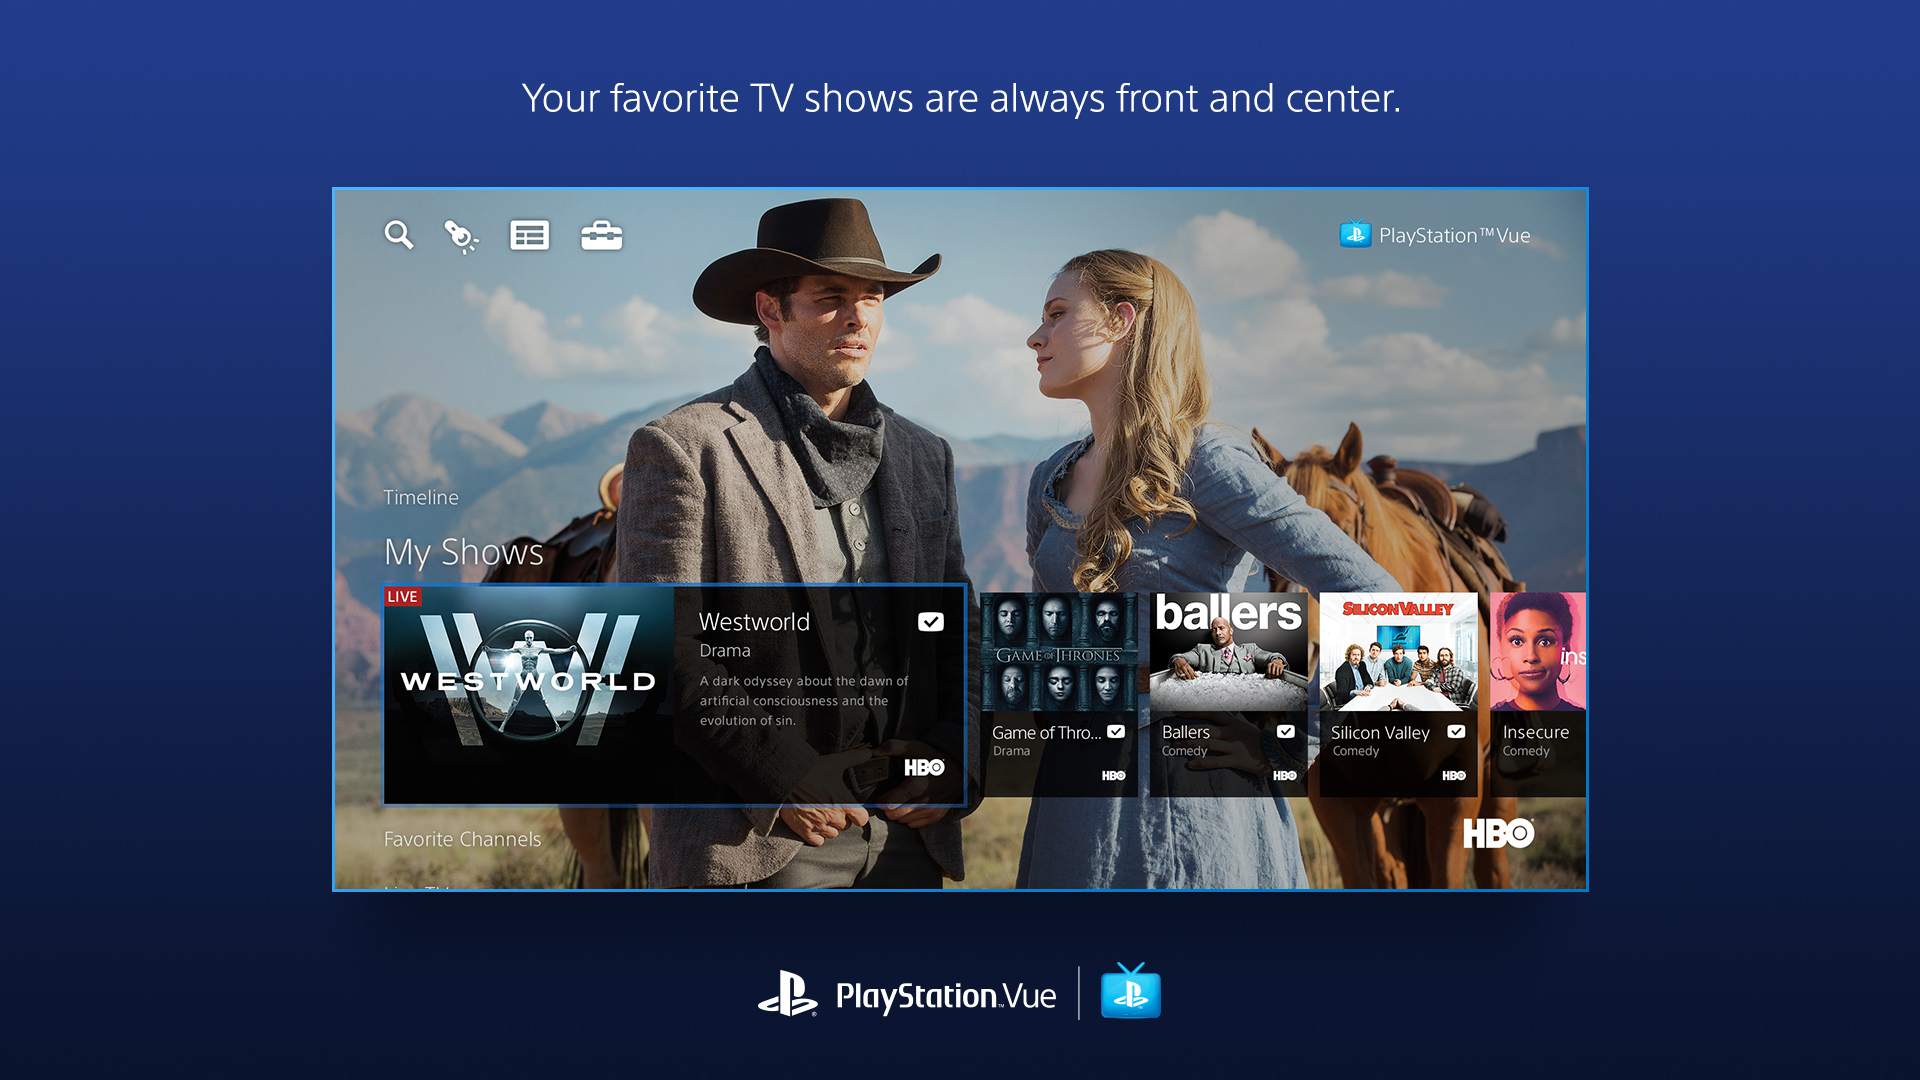 Your favorite TV shows are always front and center.
PlayStation™Vue
Timeline
My Shows
LIVE
WESTWORLD
Westworld
Drama
A dark odyssey about the dawn of
artificial consciousness and the
evolution of sin.
HBO
GAME OF THRONES
Game of Thro...
Drama
HBO
ballers
Ballers
Comedy
HBO
SILICON VALLEY
Silicon Valley
Comedy
HBO
ins
Insecure
Comedy
HBO
Favorite Channels
PlayStation™Vue